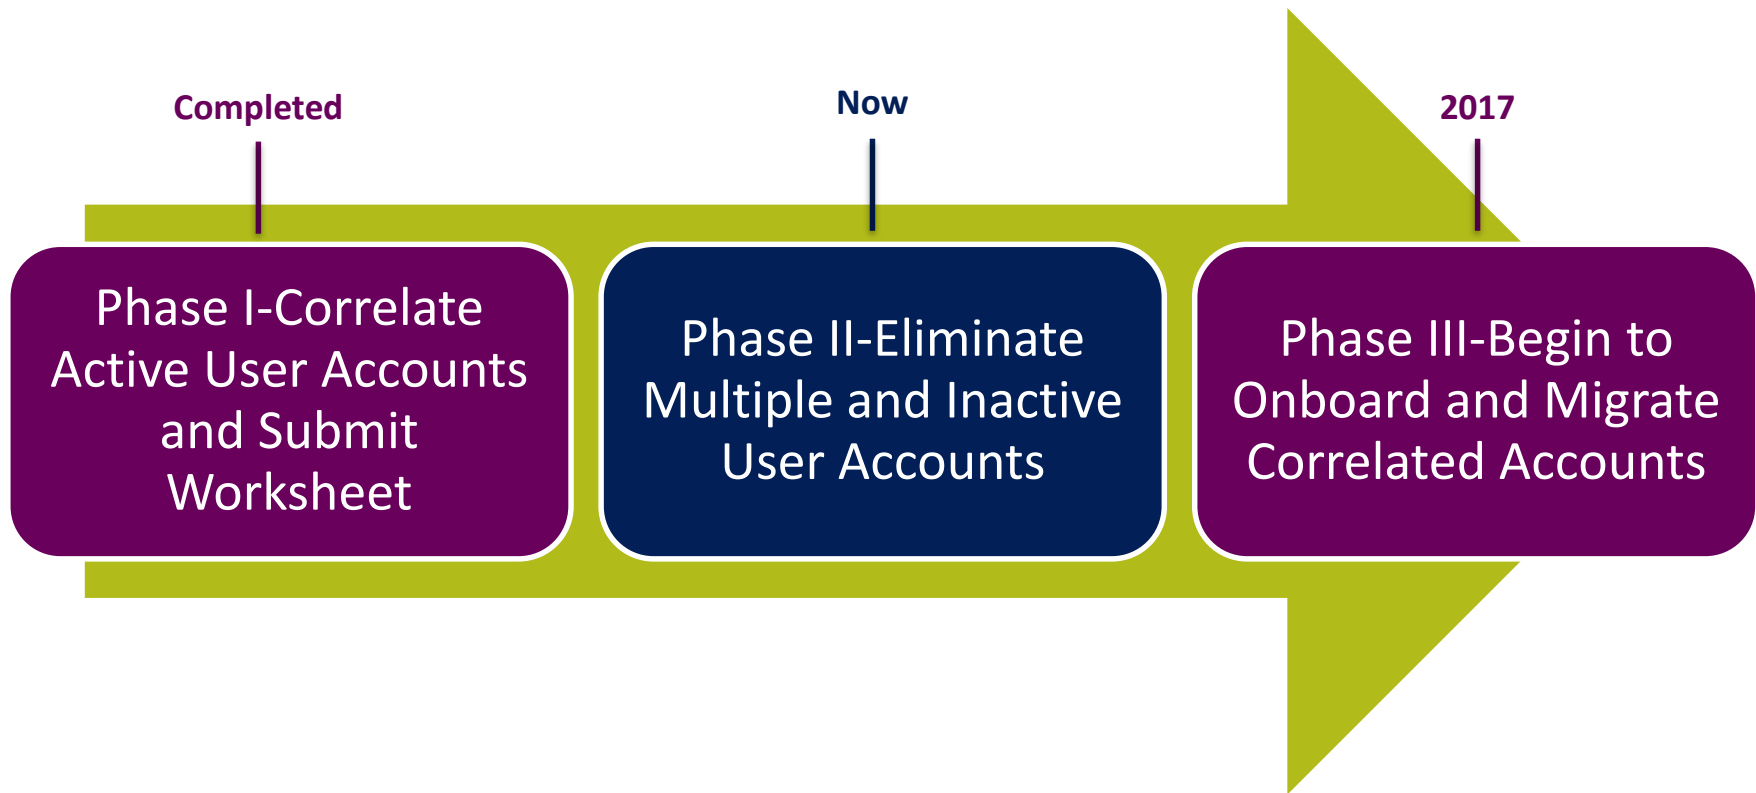 Completed
Now
2017
Phase I-Correlate
Active User Accounts
and Submit
Worksheet
Phase II-Eliminate
Multiple and Inactive
User Accounts
Phase III-Begin to
Onboard and Migrate
Correlated Accounts